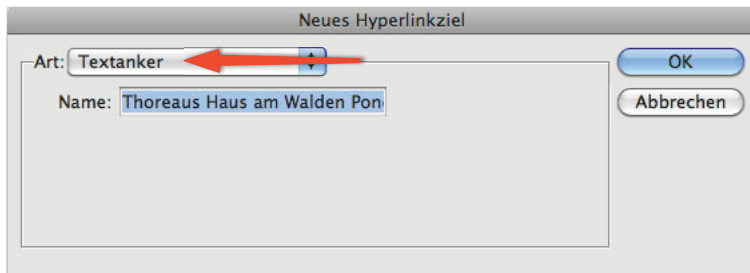 Neues Hyperlinkziel
Art: Textanker
OK
Name: Thoreaus Haus am Walden Pon
Abbrechen